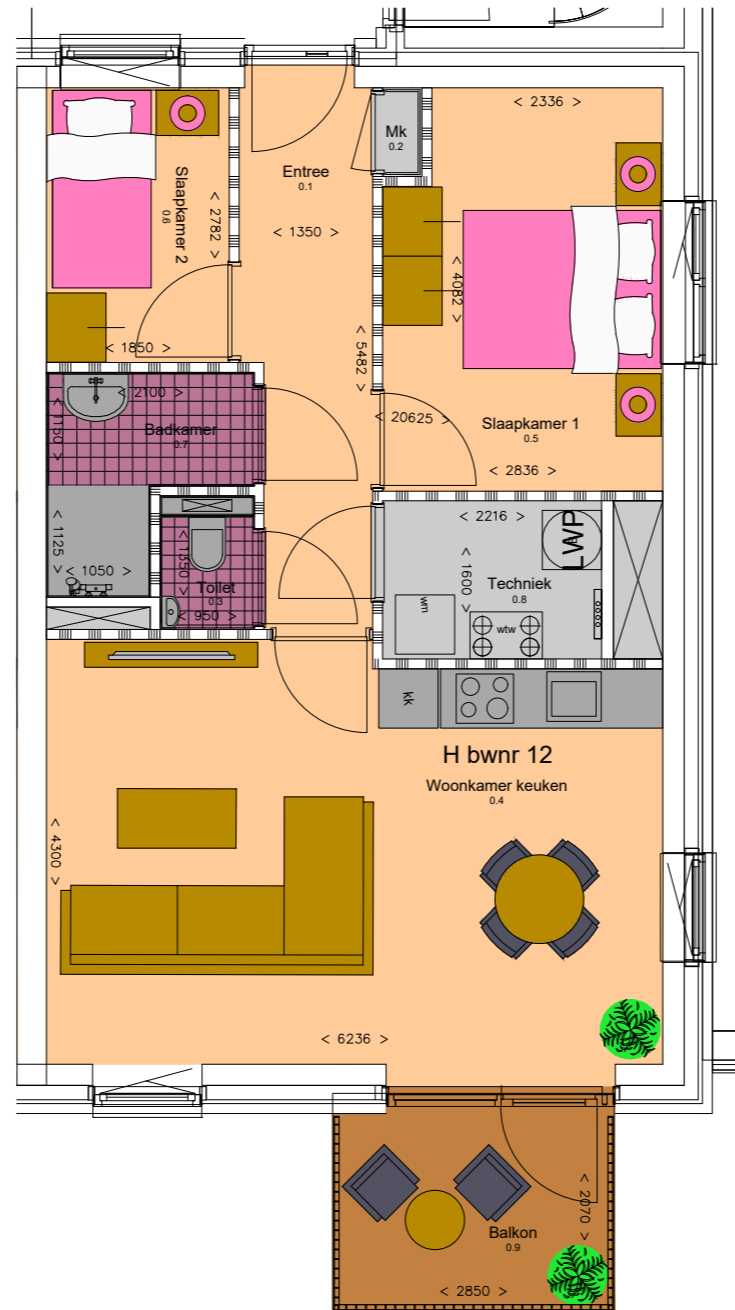 Mk
0.2
< 2336 >
Entree
0.1
Slaapkamer 2
0.6
< 2782 >
< 1350 >
< 4082 >
< 1850 >
< 5482 >
< 2100 >
< 1150 >
Badkamer
0.7
< 20625 >
Slaapkamer 1
0.5
< 2836 >
< 2216 >
LWP
< 1125 >
< 1050 >
< 1350 >
Toilet
0.3
< 950 >
< 1600 >
Techniek
0.8
wm
wtw
kk
H bwnr 12
Woonkamer keuken
0.4
< 4300 >
< 6236 >
< 2070 >
Balkon
0.9
< 2850 >